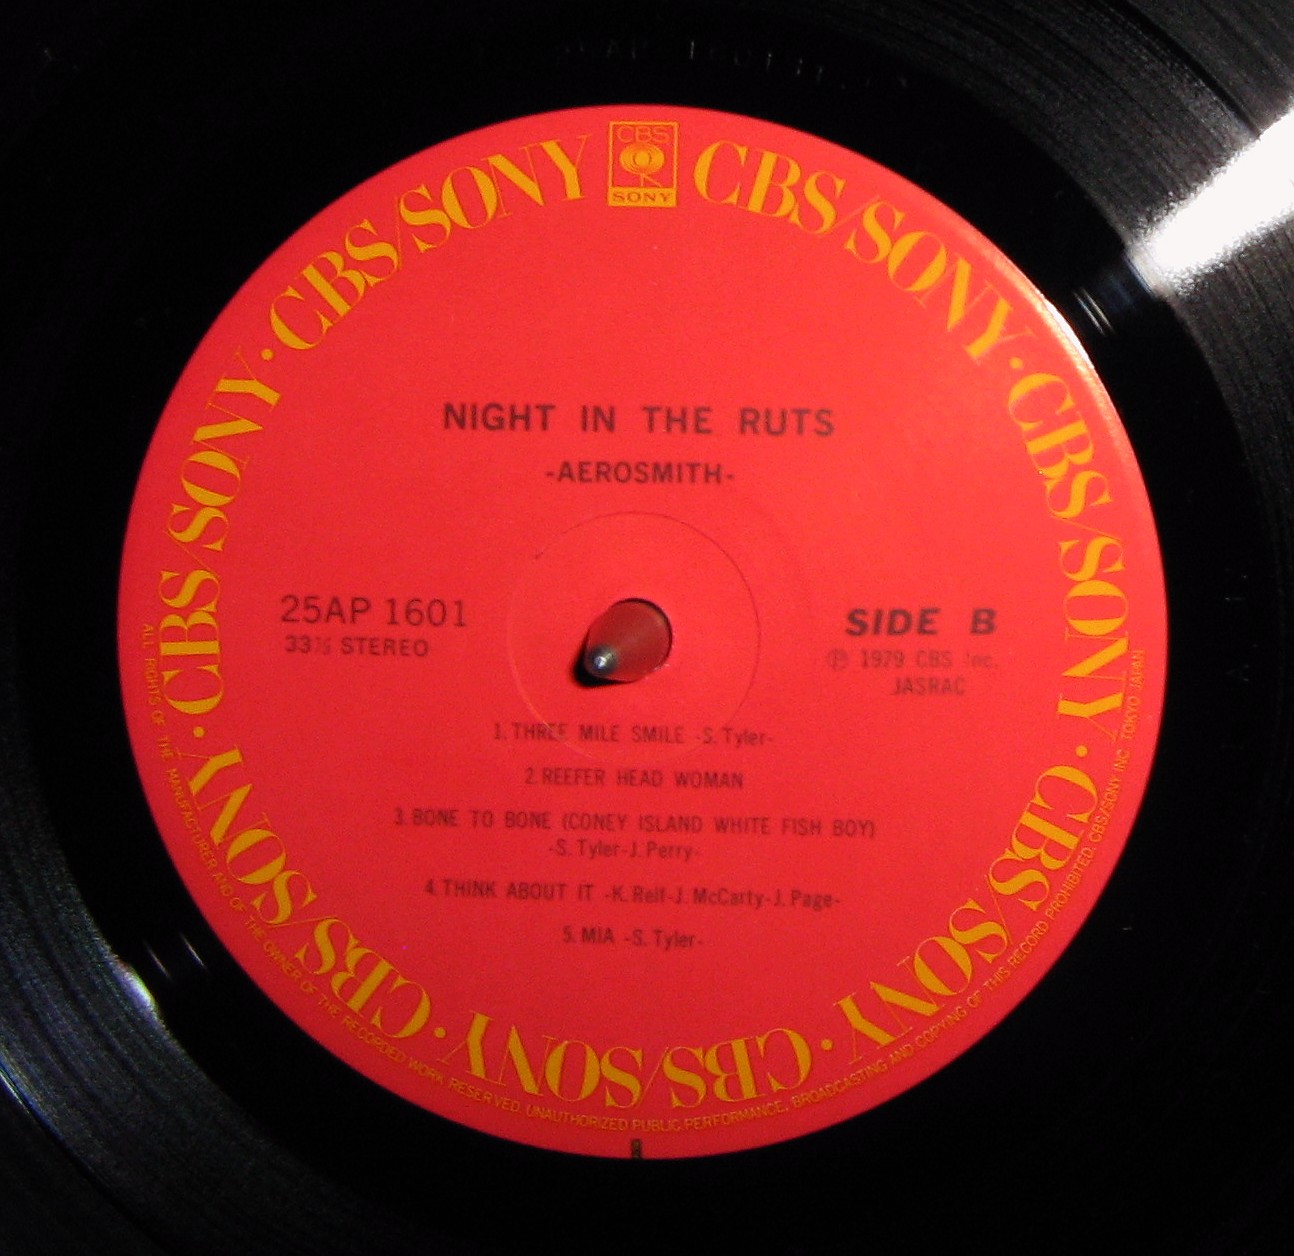 CBS
SONY
CBS/SONY · CBS/SONY · CBS/SONY · CBS/SONY · CBS/SONY · CBS/SONY · CBS/SONY
NIGHT IN THE RUTS
-AEROSMITH-
25AP 1601
33⅓ STEREO
SIDE B
Ⓟ 1979 CBS Inc.
JASRAC
1. THREE MILE SMILE -S. Tyler-
2. REEFER HEAD WOMAN
3. BONE TO BONE (CONEY ISLAND WHITE FISH BOY)
-S. Tyler-J. Perry-
4. THINK ABOUT IT -K. Relf-J. McCarty-J. Page-
5. MIA -S. Tyler-
ALL RIGHTS OF THE MANUFACTURER AND OF THE OWNER OF THE RECORDED WORK RESERVED. UNAUTHORIZED PUBLIC PERFORMANCE, BROADCASTING AND COPYING OF THIS RECORD PROHIBITED. CBS/SONY INC. TOKYO JAPAN